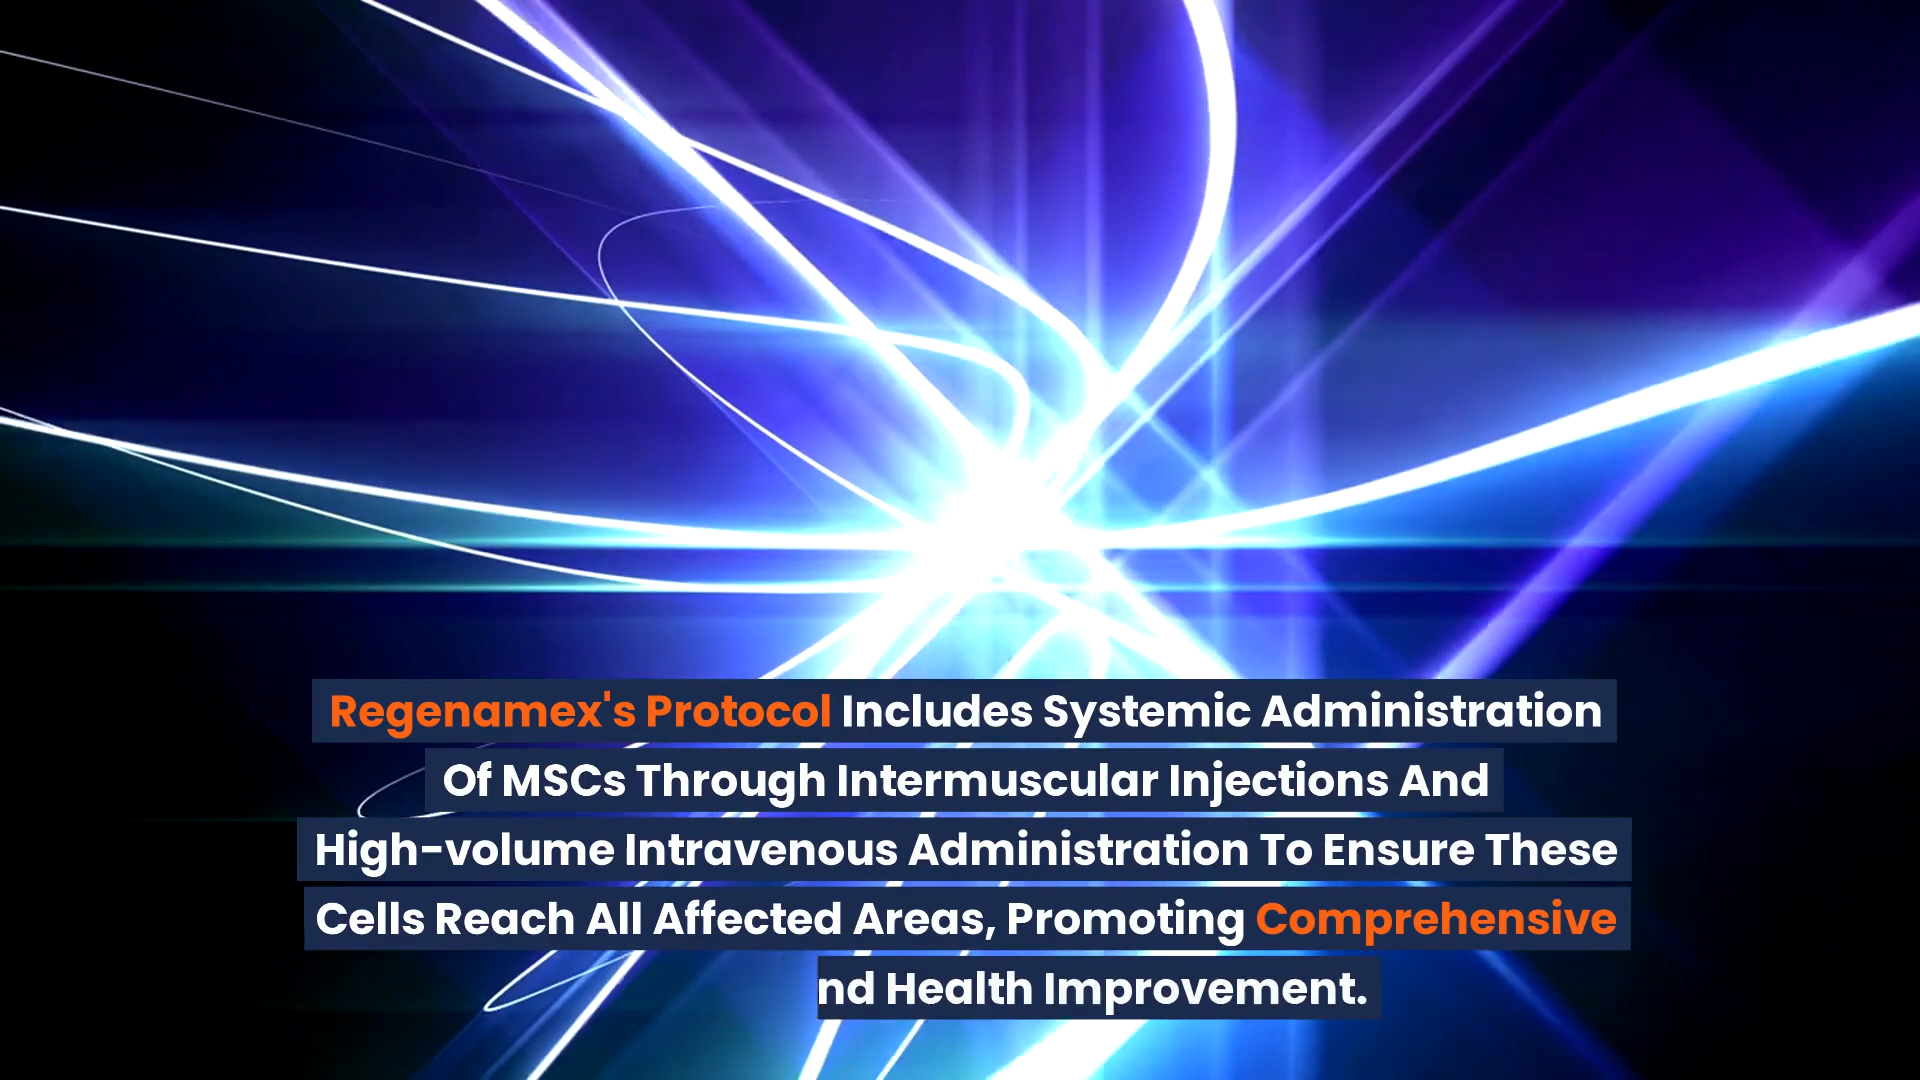 Regenamex's Protocol Includes Systemic Administration
Of MSCs Through Intermuscular Injections And
High-volume Intravenous Administration To Ensure These
Cells Reach All Affected Areas, Promoting Comprehensive
nd Health Improvement.